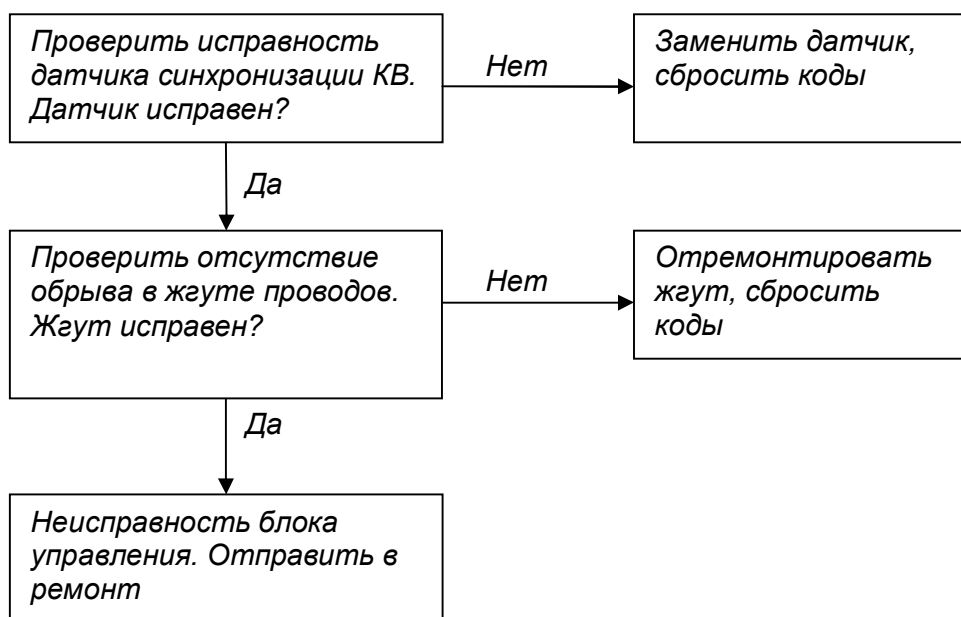 Проверить исправность
датчика синхронизации КВ.
Датчик исправен?
Нет
Заменить датчик,
сбросить коды
Да
Проверить отсутствие
обрыва в жгуте проводов.
Жгут исправен?
Нет
Отремонтировать
жгут, сбросить
коды
Да
Неисправность блока
управления. Отправить в
ремонт